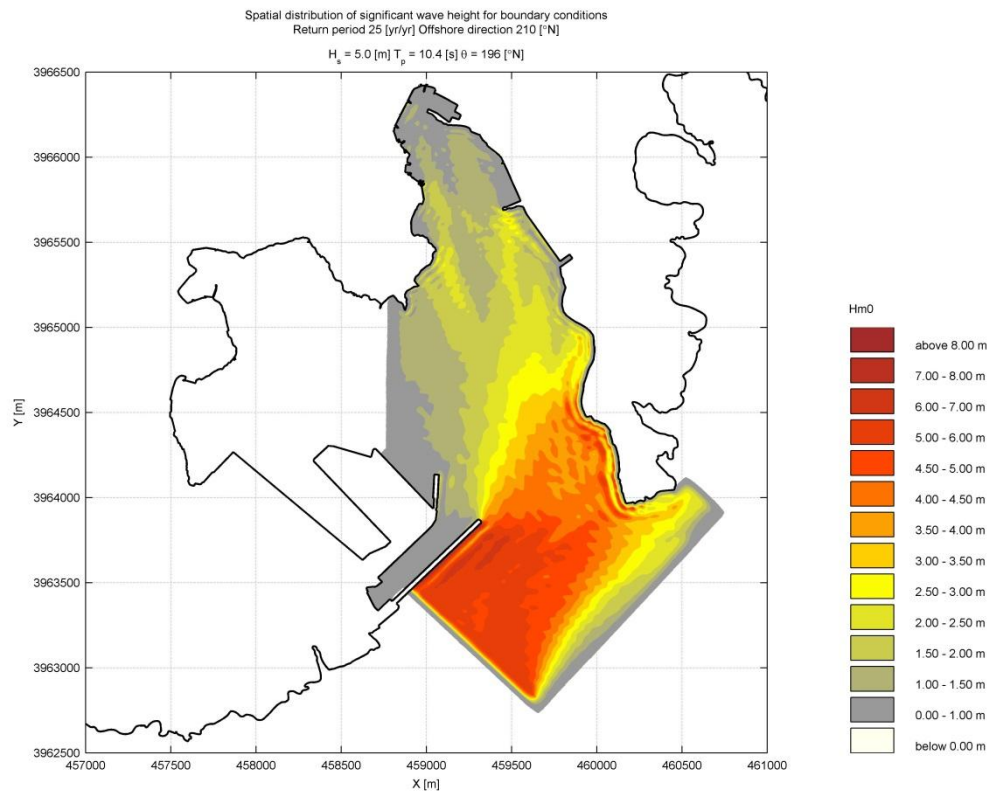 Spatial distribution of significant wave height for boundary conditions
Return period 25 [yr/yr] Offshore direction 210 [°N]
H_s = 5.0 [m] T_p = 10.4 [s] θ = 196 [°N]
3966500
3966000
3965500
3965000
3964500
3964000
3963500
3963000
3962500
Y [m]
457000 457500 458000 458500 459000 459500 460000 460500 461000
X [m]
Hm0
above 8.00 m
7.00 - 8.00 m
6.00 - 7.00 m
5.00 - 6.00 m
4.50 - 5.00 m
4.00 - 4.50 m
3.50 - 4.00 m
3.00 - 3.50 m
2.50 - 3.00 m
2.00 - 2.50 m
1.50 - 2.00 m
1.00 - 1.50 m
0.00 - 1.00 m
below 0.00 m